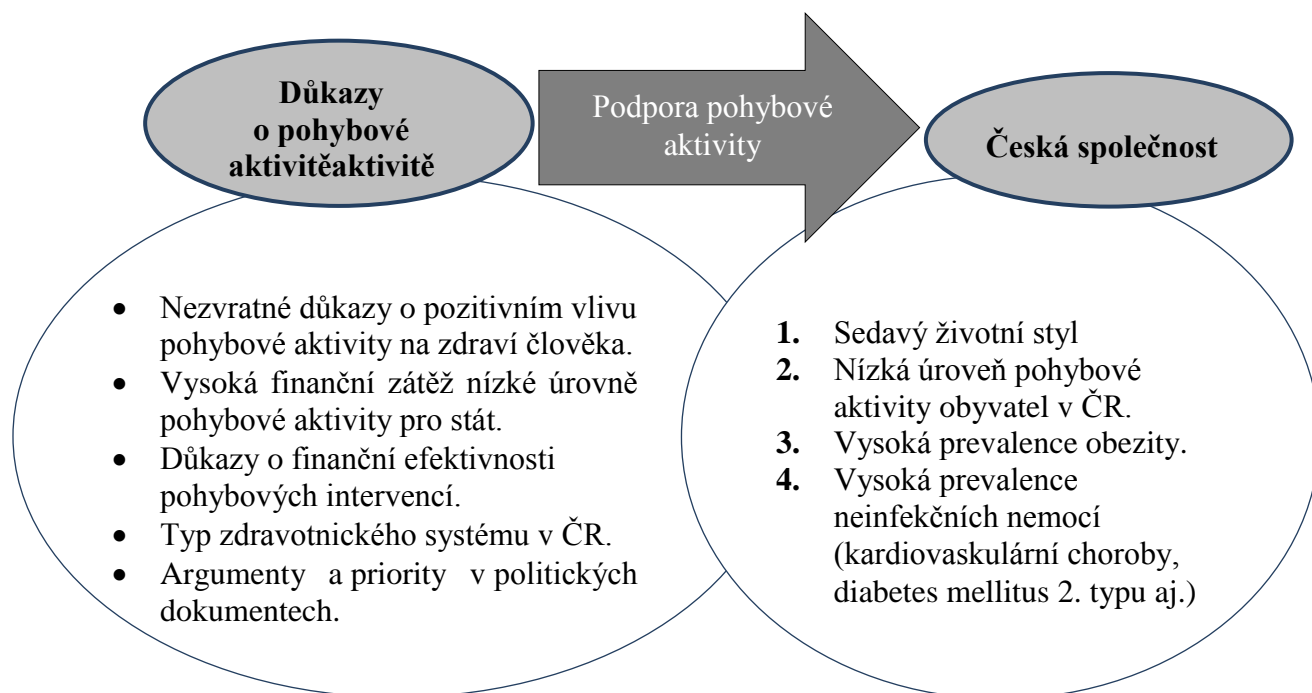 Důkazy
o pohybové
aktivitěaktivitě
Podpora pohybové
aktivity
Česká společnost
• Nezvratné důkazy o pozitivním vlivu
pohybové aktivity na zdraví člověka.
• Vysoká finanční zátěž nízké úrovně
pohybové aktivity pro stát.
• Důkazy o finanční efektivnosti
pohybových intervencí.
• Typ zdravotnického systému v ČR.
• Argumenty a priority v politických
dokumentech.
1. Sedavý životní styl
2. Nízká úroveň pohybové
aktivity obyvatel v ČR.
3. Vysoká prevalence obezity.
4. Vysoká prevalence
neinfekčních nemocí
(kardiovaskulární choroby,
diabetes mellitus 2. typu aj.)